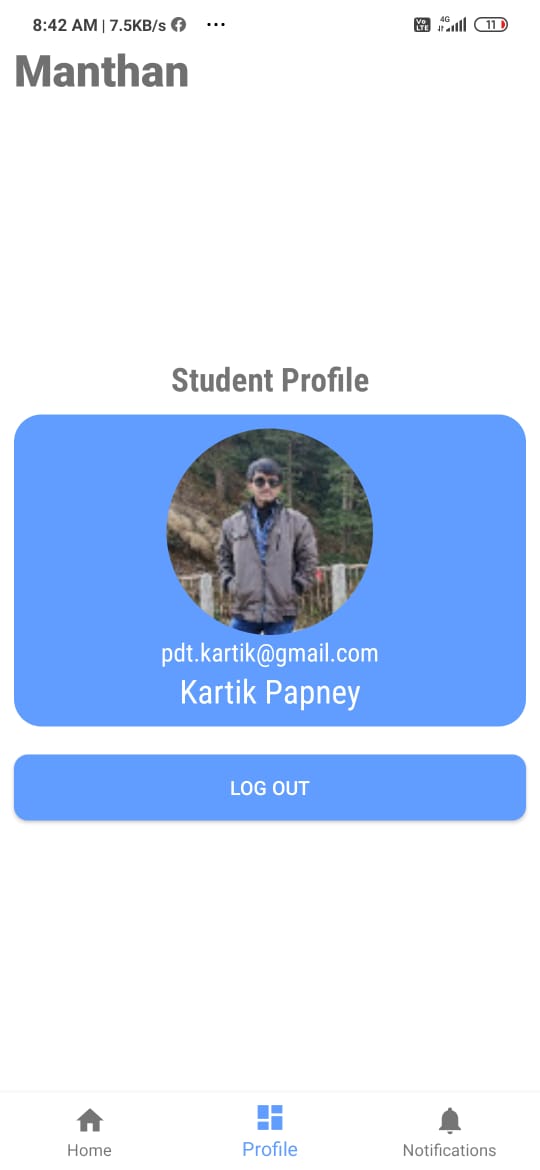 8:42 AM | 7.5KB/s ...
Vo LTE 4G 11
Manthan
Student Profile
pdt.kartik@gmail.com
Kartik Papney
LOG OUT
Home Profile Notifications